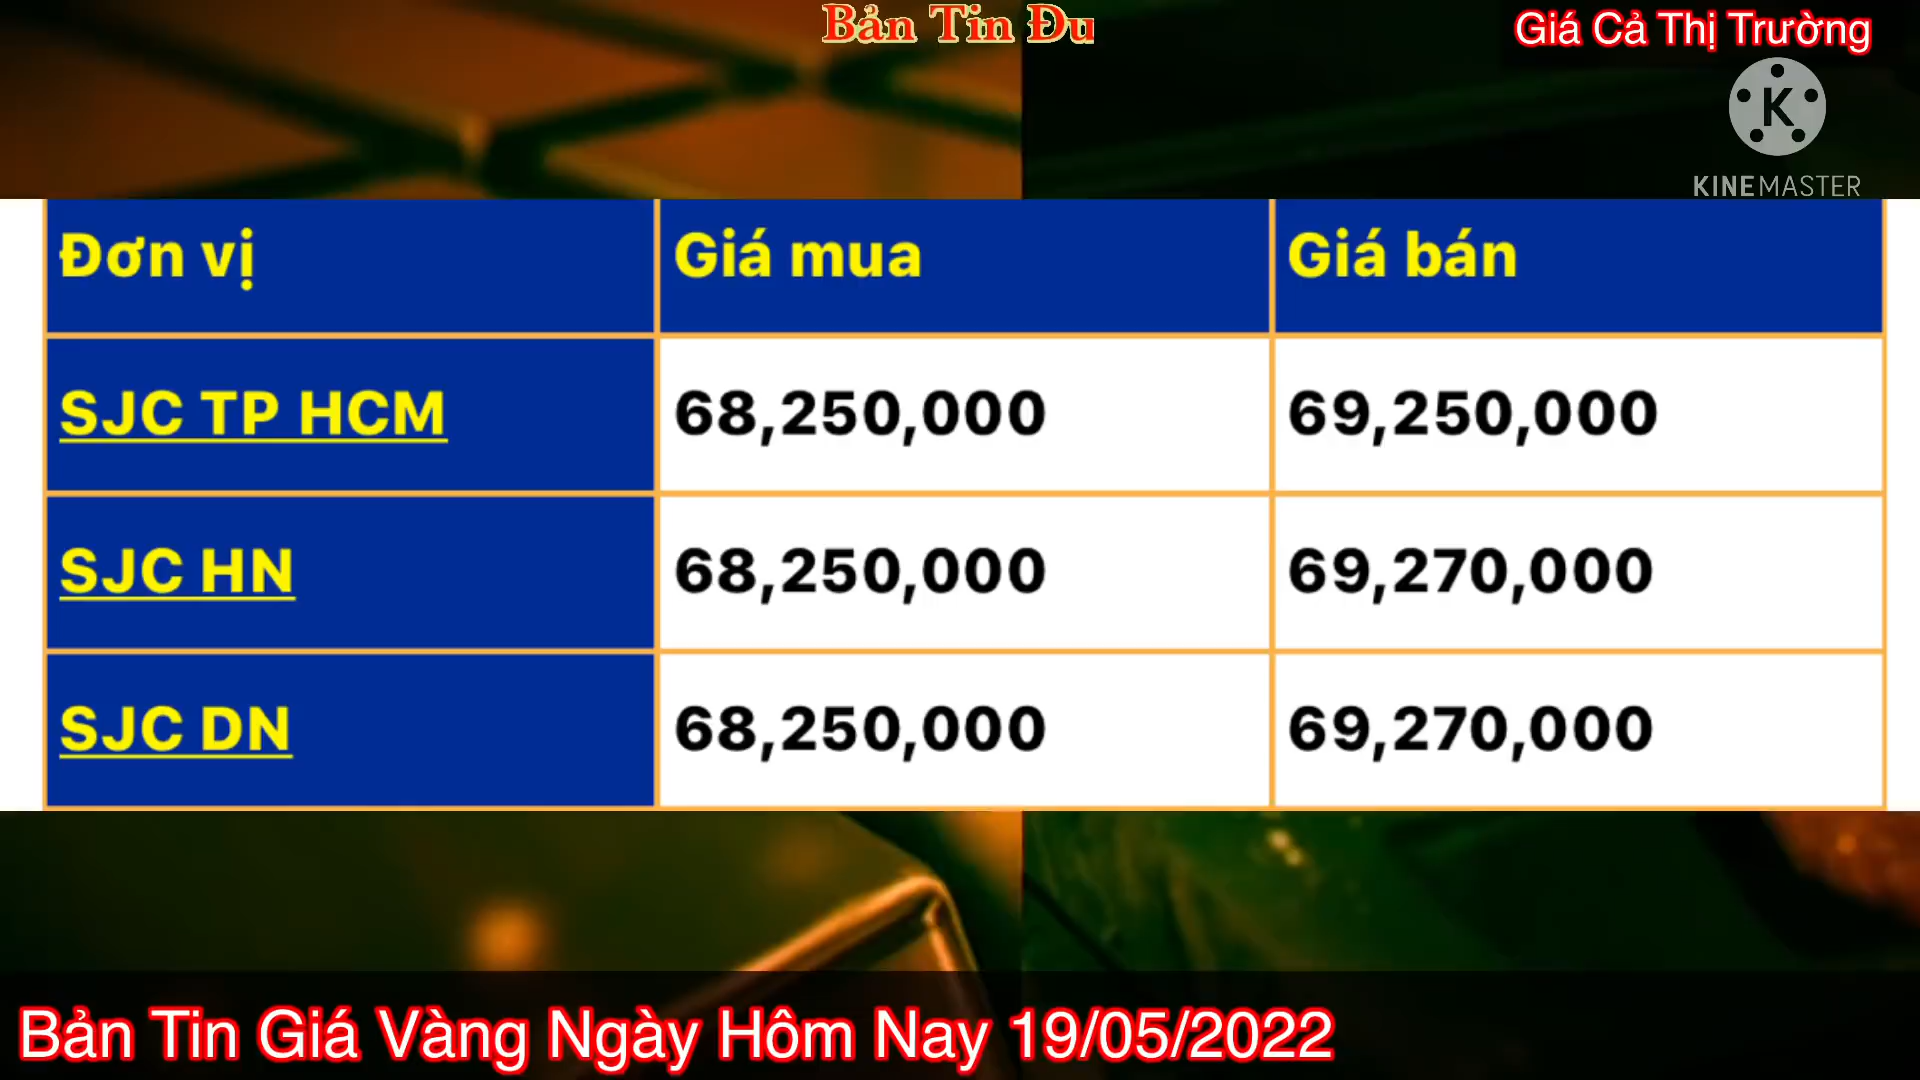 Bản Tin Đu
Giá Cả Thị Trường
K
KINEMASTER
Đơn vị Giá mua Giá bán
SJC TP HCM 68,250,000 69,250,000
SJC HN 68,250,000 69,270,000
SJC DN 68,250,000 69,270,000
Bản Tin Giá Vàng Ngày Hôm Nay 19/05/2022